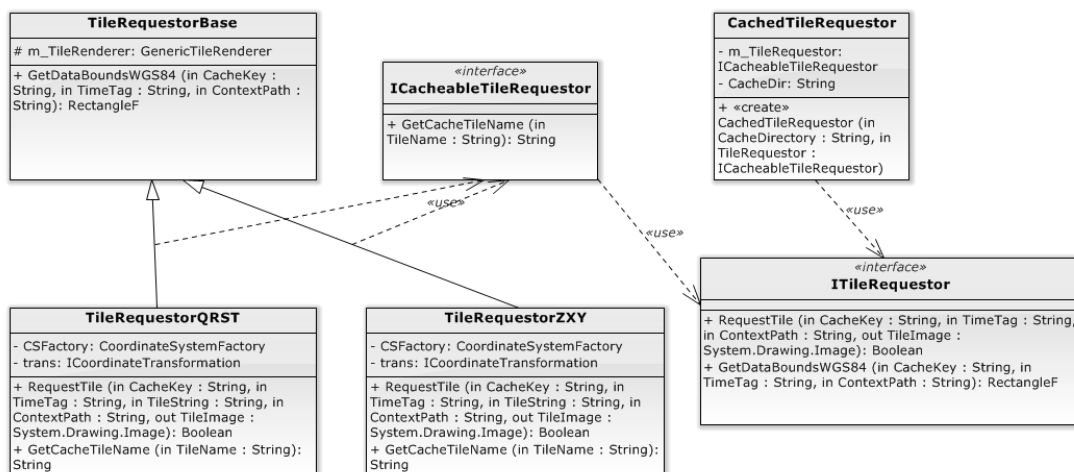 TileRequestorBase
# m_TileRenderer: GenericTileRenderer
+ GetDataBoundsWGS84 (in CacheKey :
String, in TimeTag : String, in ContextPath :
String): RectangleF
«interface»
ICacheableTileRequestor
+ GetCacheTileName (in
TileName : String): String
CachedTileRequestor
- m_TileRequestor:
ICacheableTileRequestor
- CacheDir: String
+ «create»
CachedTileRequestor (in
CacheDirectory : String, in
TileRequestor :
ICacheableTileRequestor)
«use»
«use»
«use»
«interface»
ITileRequestor
+ RequestTile (in CacheKey : String, in TimeTag : String,
in ContextPath : String, out TileImage :
System.Drawing.Image): Boolean
+ GetDataBoundsWGS84 (in CacheKey : String, in
TimeTag : String, in ContextPath : String): RectangleF
TileRequestorQRST
- CSFactory: CoordinateSystemFactory
- trans: ICoordinateTransformation
+ RequestTile (in CacheKey : String, in
TimeTag : String, in TileString : String, in
ContextPath : String, out TileImage :
System.Drawing.Image): Boolean
+ GetCacheTileName (in TileName : String):
String
TileRequestorZXY
- CSFactory: CoordinateSystemFactory
- trans: ICoordinateTransformation
+ RequestTile (in CacheKey : String, in
TimeTag : String, in TileString : String, in
ContextPath : String, out TileImage :
System.Drawing.Image): Boolean
+ GetCacheTileName (in TileName : String):
String